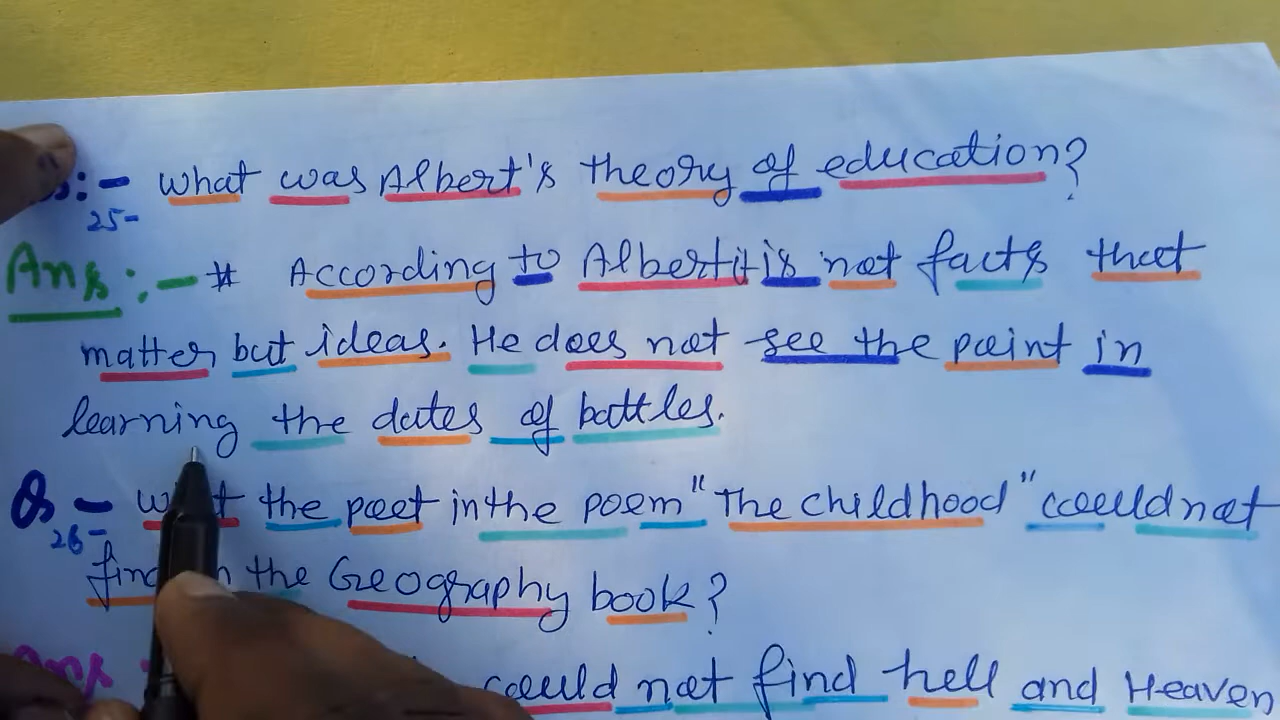 :- What was Albert's theory of education?
25-
Ans:- * According to Albert it is not facts that
matter but ideas. He does not see the point in
learning the dates of battles.
Q - the poet in the poem "The childhood" could not
26-
in the Geography book?
Ans could not find hell and Heaven